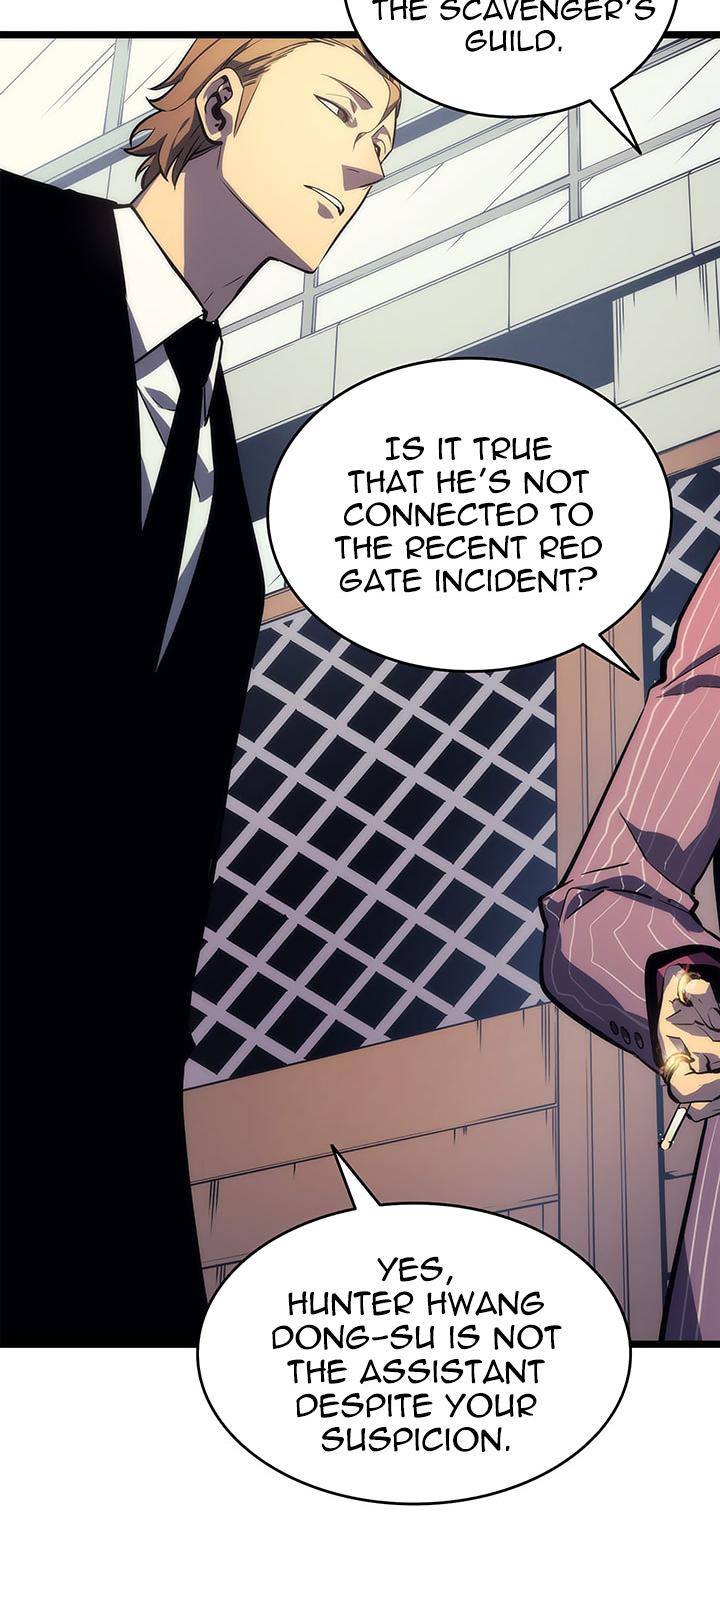 THE SCAVENGER'S
GUILD.
IS IT TRUE
THAT HE'S NOT
CONNECTED TO
THE RECENT RED
GATE INCIDENT?
YES,
HUNTER HWANG
DONG-SU IS NOT
THE ASSISTANT
DESPITE YOUR
SUSPICION.